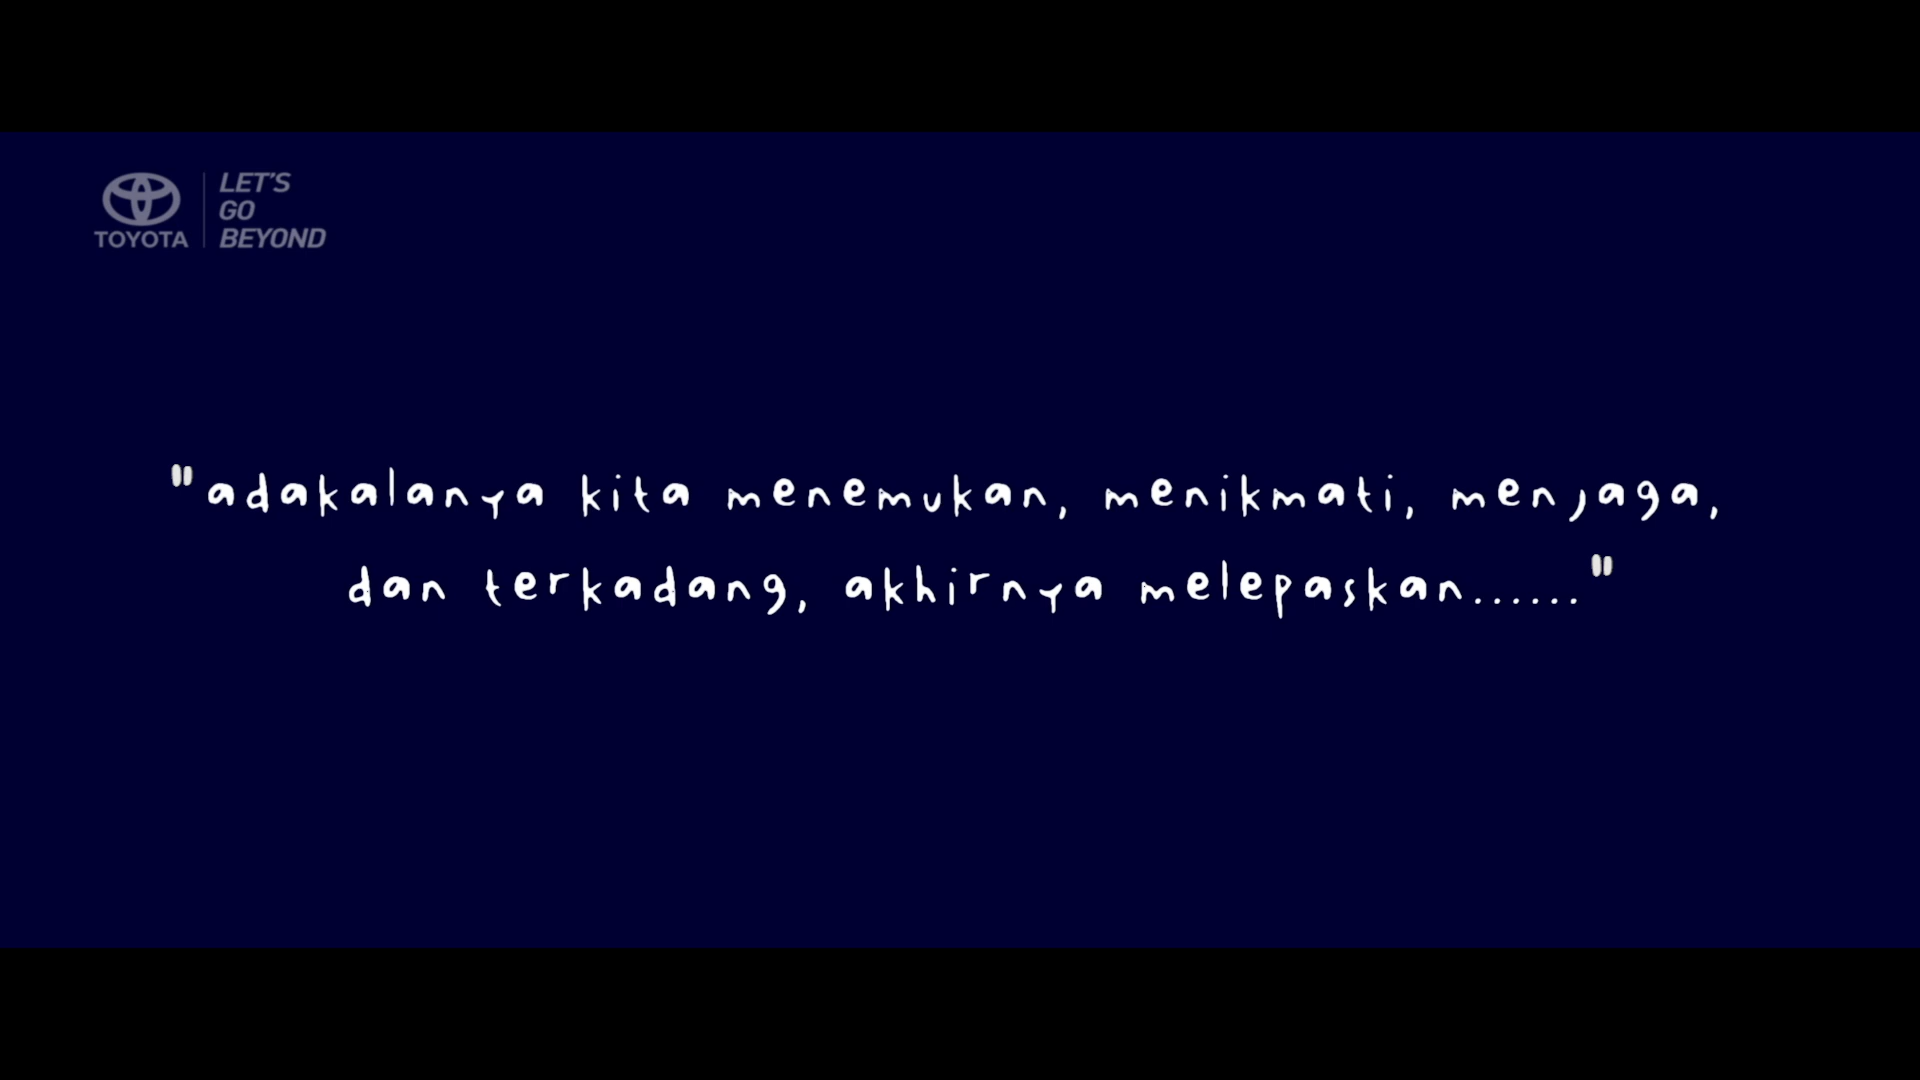 TOYOTA
LET'S
GO
BEYOND
"adakalanya kita menemukan, menikmati, menjaga,
dan terkadang, akhirnya melepaskan......"